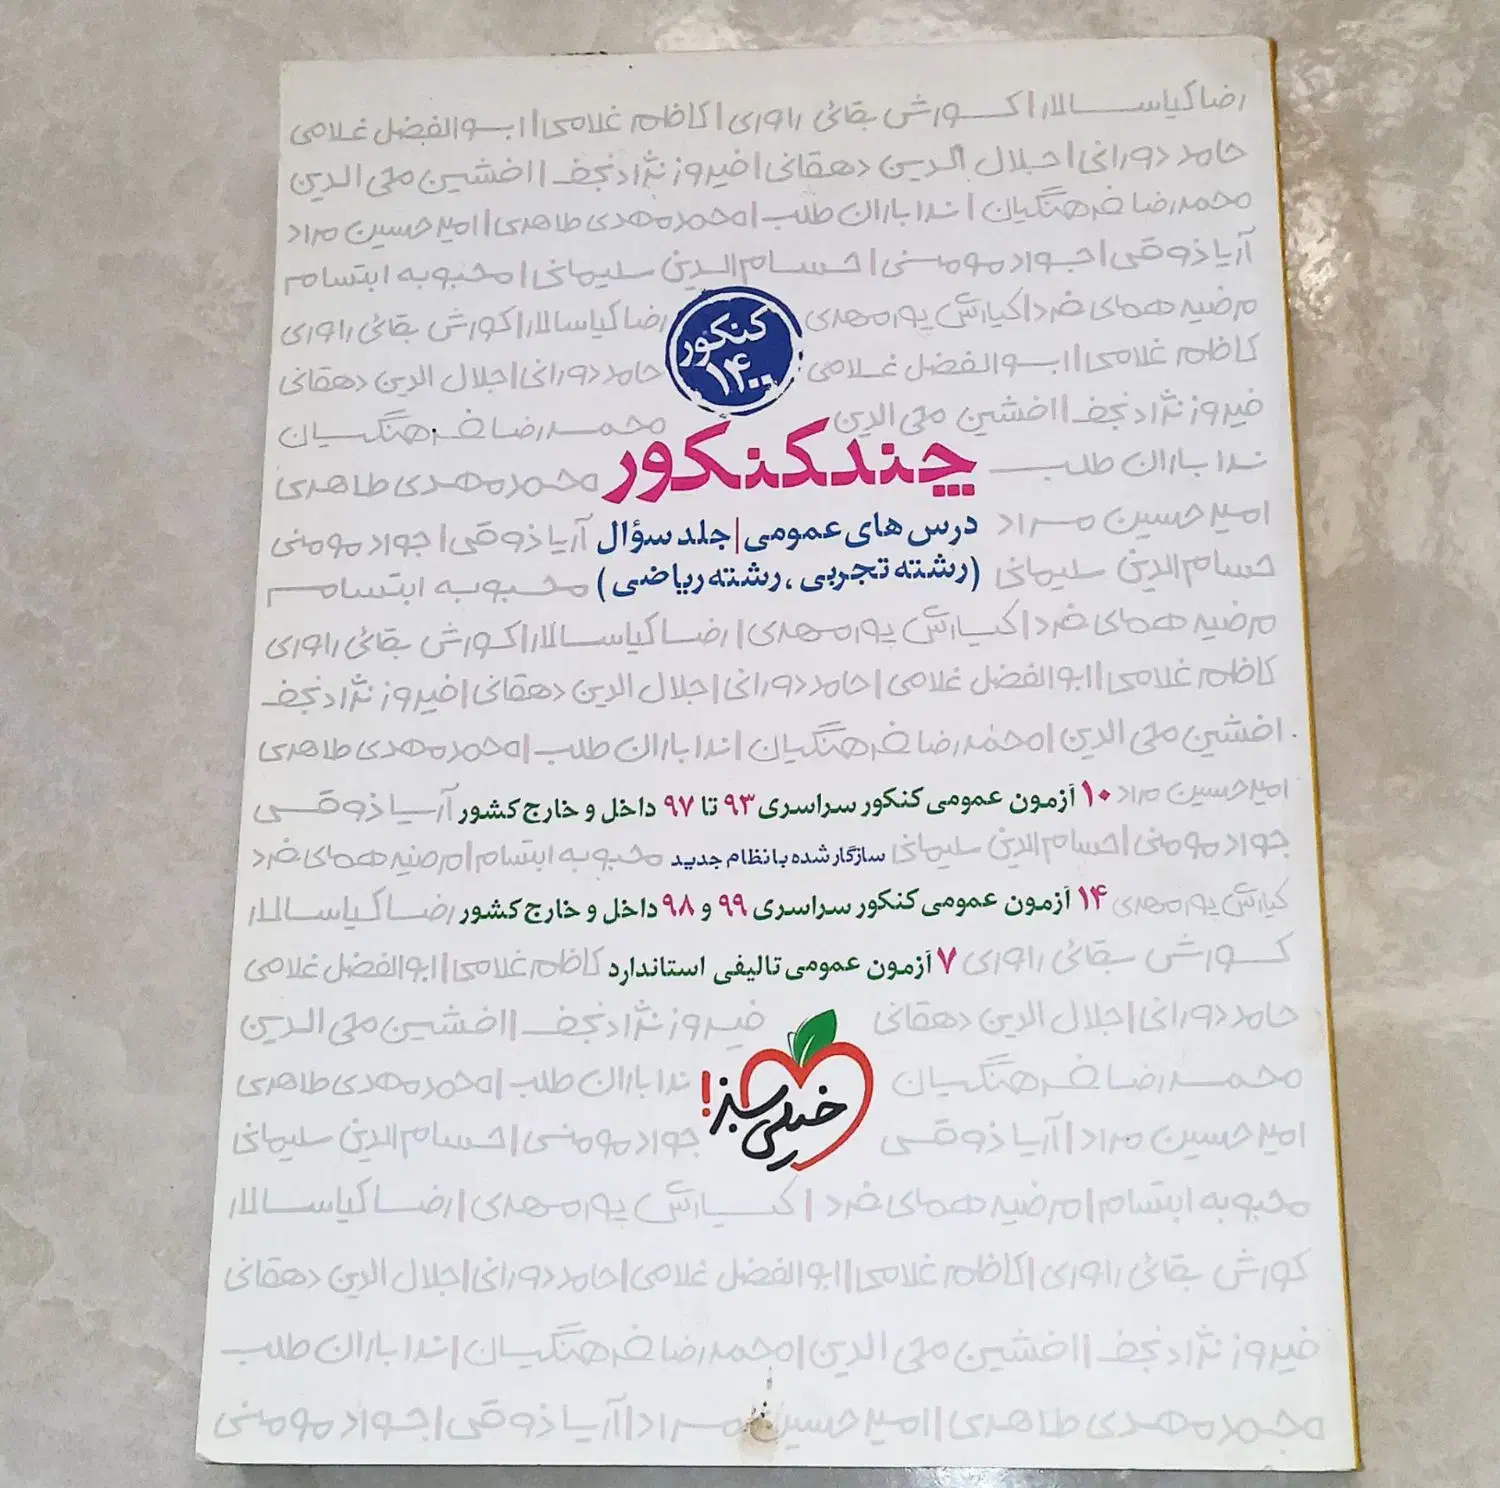 رضا کیاسالار | کورش بقائی راوری | کاظم غلامی | ابوالفضل غلامی
حامد دورانی | جلال الدین دهقانی | فیروز نژادنجف | افشین محی الدین
محمدرضا فرهنگیان | ندا باران طلب | محمدمهدی طاهری | امیرحسین مراد
آریا ذوقی | جواد مومنی | حسام الدین سلیمانی | محبوبه ابتسام
مرضیه همای فرد | کیارش پورمهدی
رضا کیاسالار | کورش بقائی راوری
کنکور
۱۴۰۰
کاظم غلامی | ابوالفضل غلامی
حامد دورانی | جلال الدین دهقانی
فیروز نژادنجف | افشین محی الدین
محمدرضا فرهنگیان
ندا باران طلب
چند کنکور
محمدمهدی طاهری
امیرحسین مراد
درس های عمومی | جلد سؤال
آریا ذوقی | جواد مومنی
حسام الدین سلیمانی
(رشته تجربی ، رشته ریاضی)
محبوبه ابتسام
مرضیه همای فرد | کیارش پورمهدی | رضا کیاسالار | کورش بقائی راوری
کاظم غلامی | ابوالفضل غلامی | حامد دورانی | جلال الدین دهقانی | فیروز نژادنجف
افشین محی الدین | محمدرضا فرهنگیان | ندا باران طلب | محمدمهدی طاهری
امیرحسین مراد
۱۰ آزمون عمومی کنکور سراسری ۹۳ تا ۹۷ داخل و خارج کشور
آریا ذوقی
جواد مومنی | حسام الدین سلیمانی
سازگار شده با نظام جدید
محبوبه ابتسام | مرضیه همای فرد
کیارش پورمهدی
۱۴ آزمون عمومی کنکور سراسری ۹۹ و ۹۸ داخل و خارج کشور
رضا کیاسالار
کورش بقائی راوری
۷ آزمون عمومی تالیفی استاندارد
کاظم غلامی | ابوالفضل غلامی
حامد دورانی | جلال الدین دهقانی
فیروز نژادنجف | افشین محی الدین
محمدرضا فرهنگیان
ندا باران طلب | محمدمهدی طاهری
خیلی سبز!
امیرحسین مراد | آریا ذوقی
جواد مومنی | حسام الدین سلیمانی
محبوبه ابتسام | مرضیه همای فرد | کیارش پورمهدی | رضا کیاسالار
کورش بقائی راوری | کاظم غلامی | ابوالفضل غلامی | حامد دورانی | جلال الدین دهقانی
فیروز نژادنجف | افشین محی الدین | محمدرضا فرهنگیان | ندا باران طلب
محمدمهدی طاهری | امیرحسین مراد | آریا ذوقی | جواد مومنی